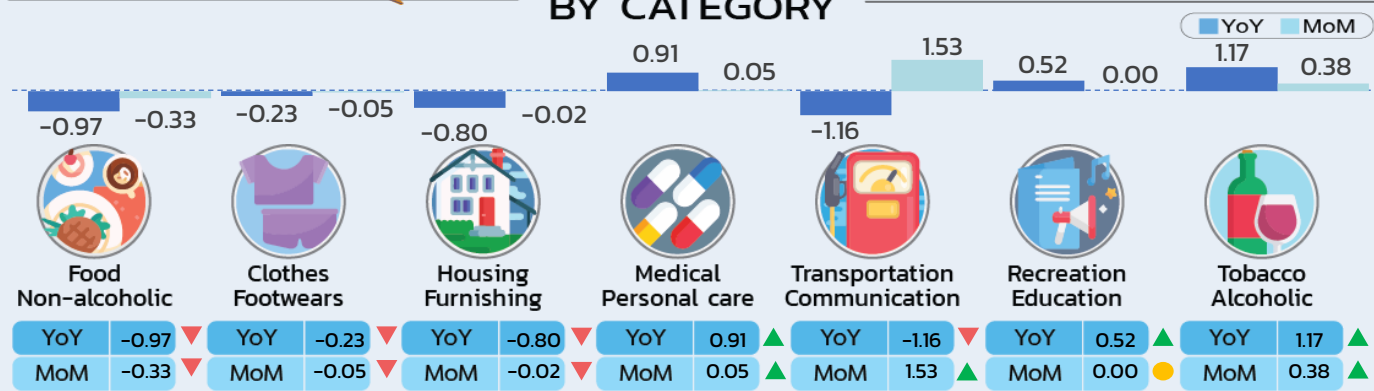 BY CATEGORY
YoY MoM
-0.97 -0.33 -0.23 -0.05 -0.80 -0.02 0.91 0.05 -1.16 1.53 0.52 0.00 1.17 0.38
Food
Non-alcoholic
YoY -0.97
MoM -0.33
Clothes
Footwears
YoY -0.23
MoM -0.05
Housing
Furnishing
YoY -0.80
MoM -0.02
Medical
Personal care
YoY 0.91
MoM 0.05
Transportation
Communication
YoY -1.16
MoM 1.53
Recreation
Education
YoY 0.52
MoM 0.00
Tobacco
Alcoholic
YoY 1.17
MoM 0.38